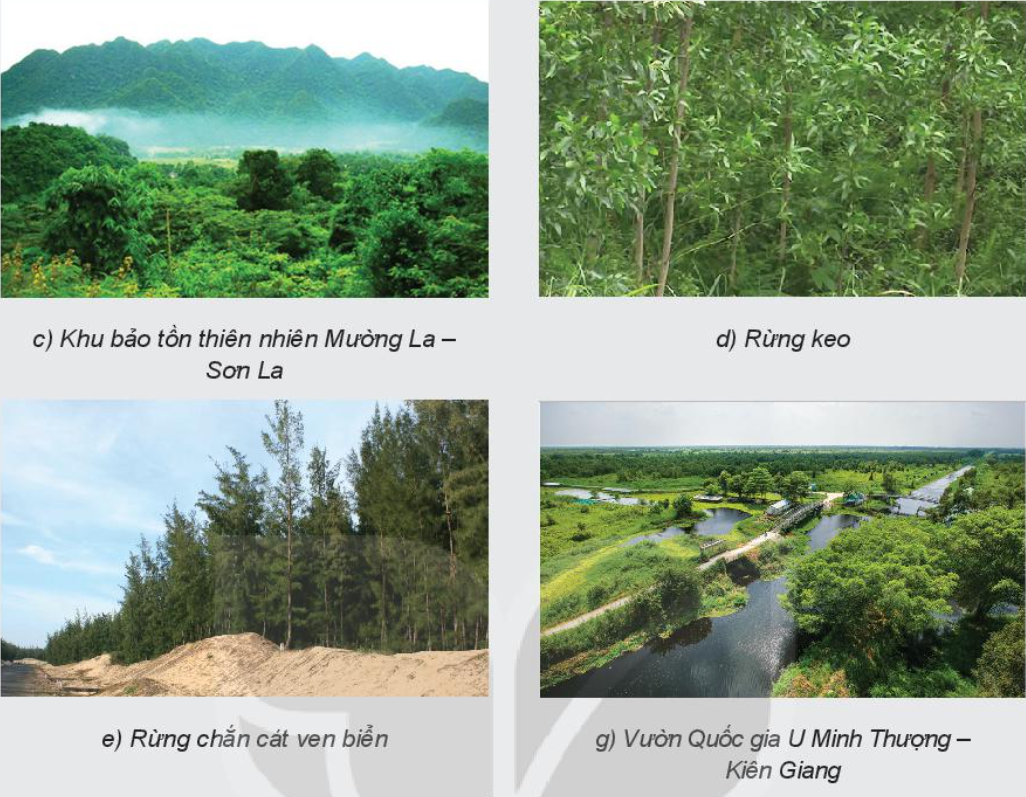 c) Khu bảo tồn thiên nhiên Mường La –
Sơn La
d) Rừng keo
e) Rừng chắn cát ven biển
g) Vườn Quốc gia U Minh Thượng –
Kiên Giang